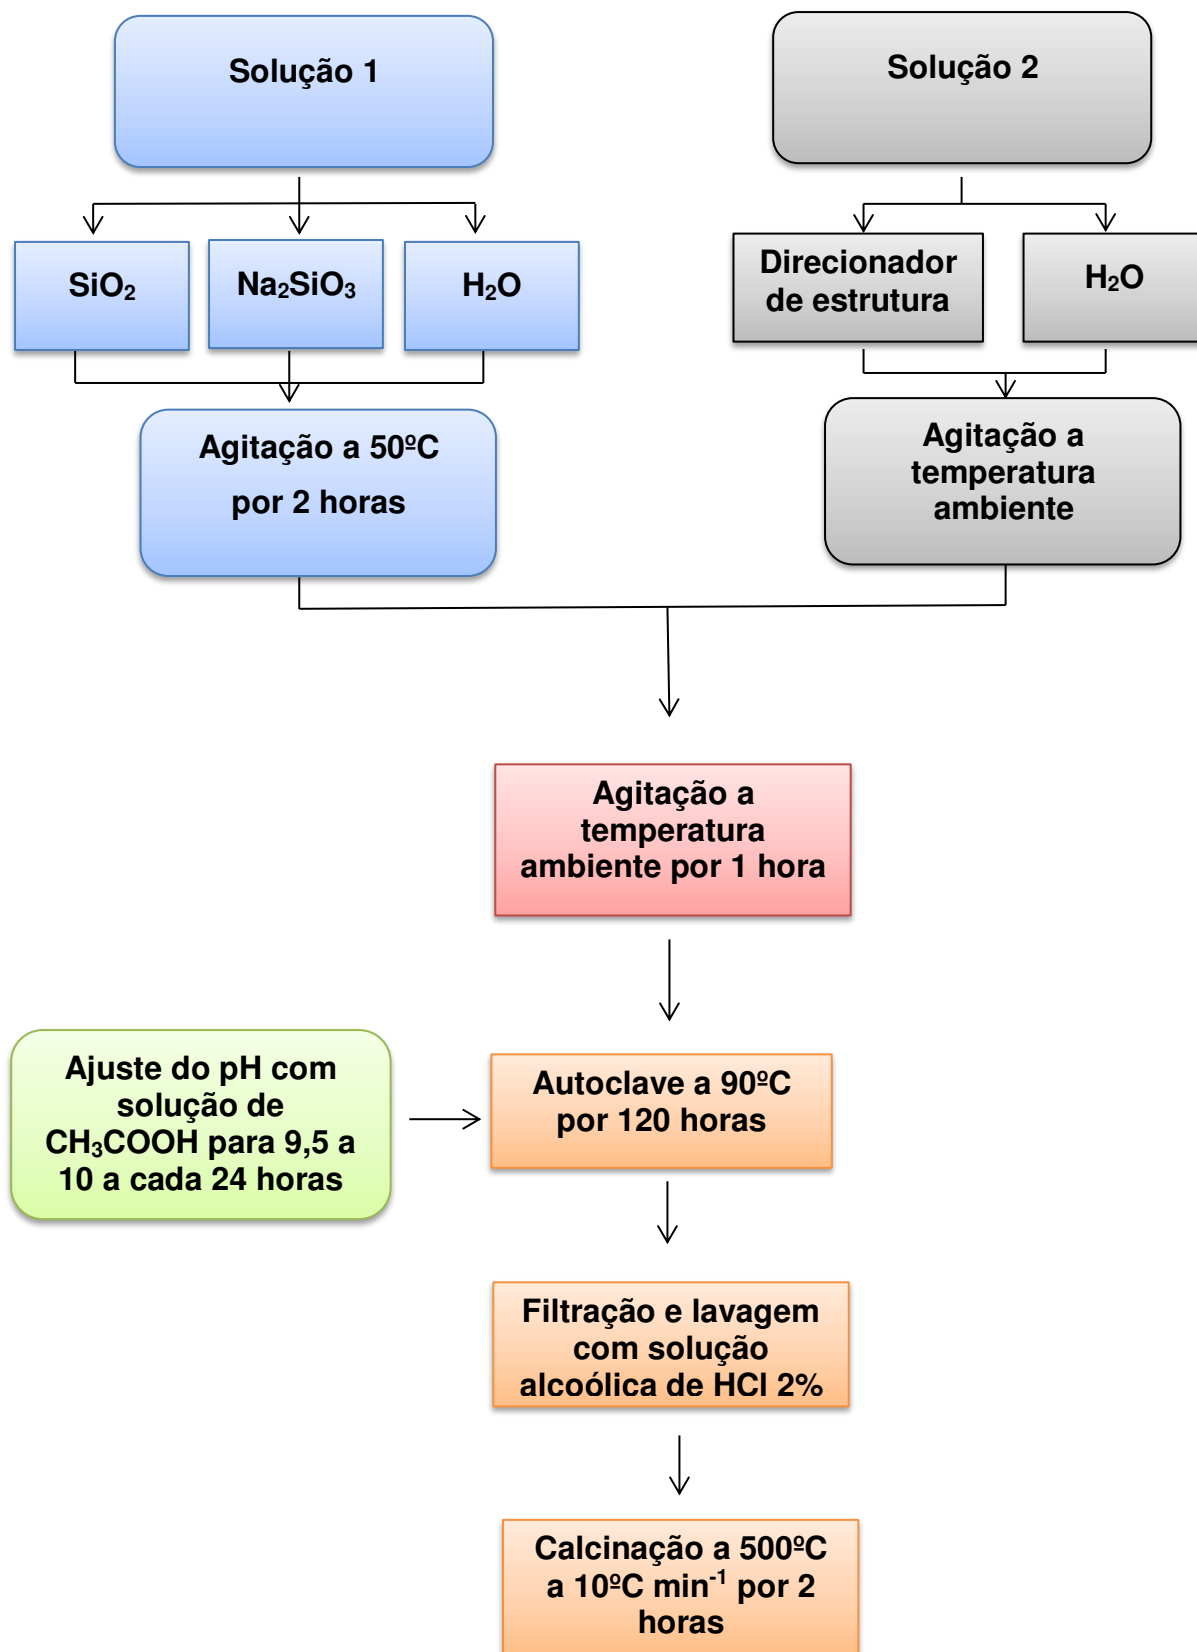 Solução 1
Solução 2
SiO₂
Na₂SiO₃
H₂O
Direcionador
de estrutura
H₂O
Agitação a 50ºC
por 2 horas
Agitação a
temperatura
ambiente
Agitação a
temperatura
ambiente por 1 hora
Ajuste do pH com
solução de
CH₃COOH para 9,5 a
10 a cada 24 horas
Autoclave a 90ºC
por 120 horas
Filtração e lavagem
com solução
alcoólica de HCl 2%
Calcinação a 500ºC
a 10ºC min⁻¹ por 2
horas